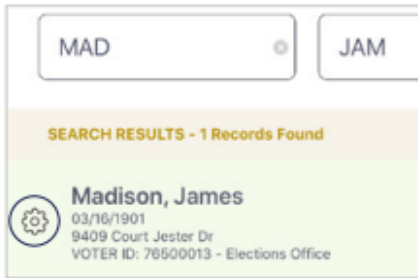 MAD
JAM
SEARCH RESULTS - 1 Records Found
Madison, James
03/16/1901
9409 Court Jester Dr
VOTER ID: 76500013 - Elections Office